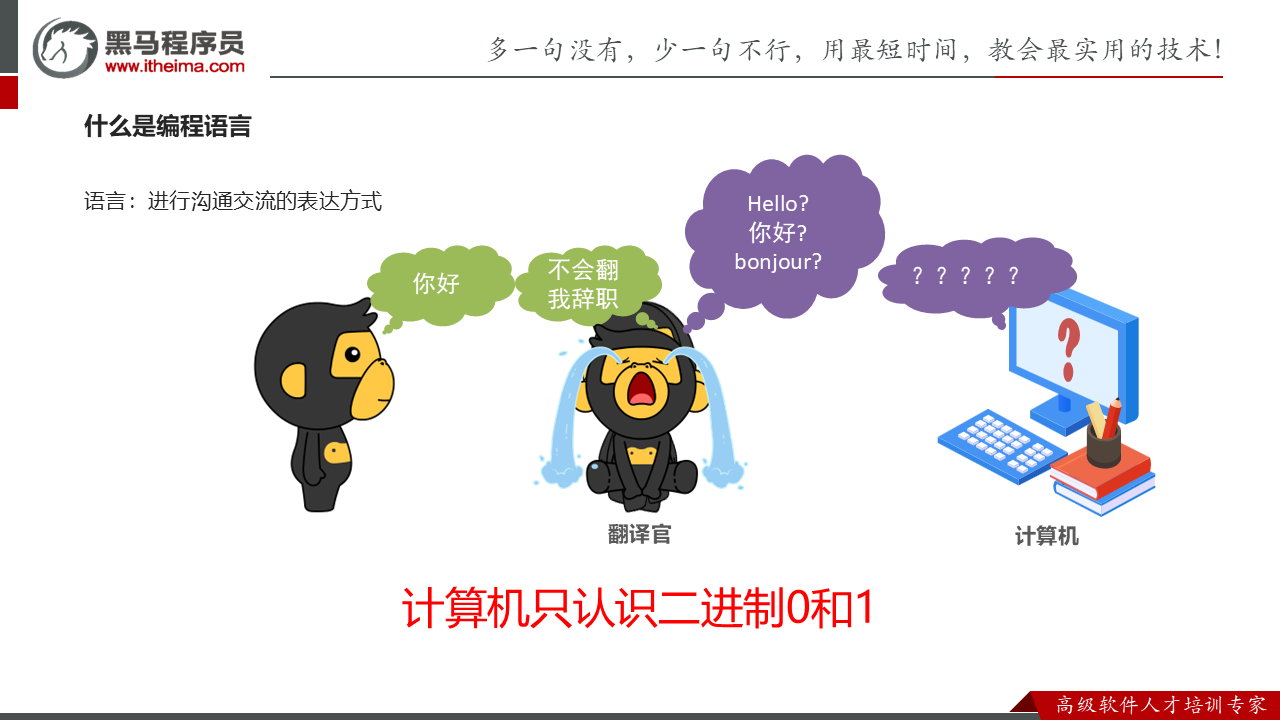 黑马程序员
www.itheima.com
多一句没有，少一句不行，用最短时间，教会最实用的技术！
什么是编程语言
语言：进行沟通交流的表达方式
你好
不会翻
我辞职
Hello?
你好?
bonjour?
？？？？？
?
翻译官
计算机
计算机只认识二进制0和1
高级软件人才培训专家